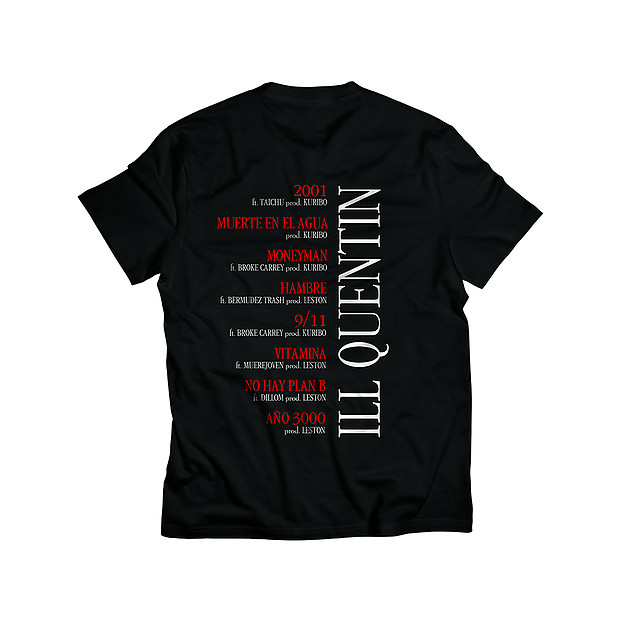 2001
ft. TAICHU prod. KURIBO
MUERTE EN EL AGUA
prod. KURIBO
MONEYMAN
ft. BROKE CARREY prod. KURIBO
HAMBRE
ft. BERMUDEZ TRASH prod. LESTON
9/11
ft. BROKE CARREY prod. KURIBO
VITAMINA
ft. MUEREJOVEN prod. LESTON
NO HAY PLAN B
ft. DILLOM prod. LESTON
AÑO 3000
prod. LESTON
ILL QUENTIN